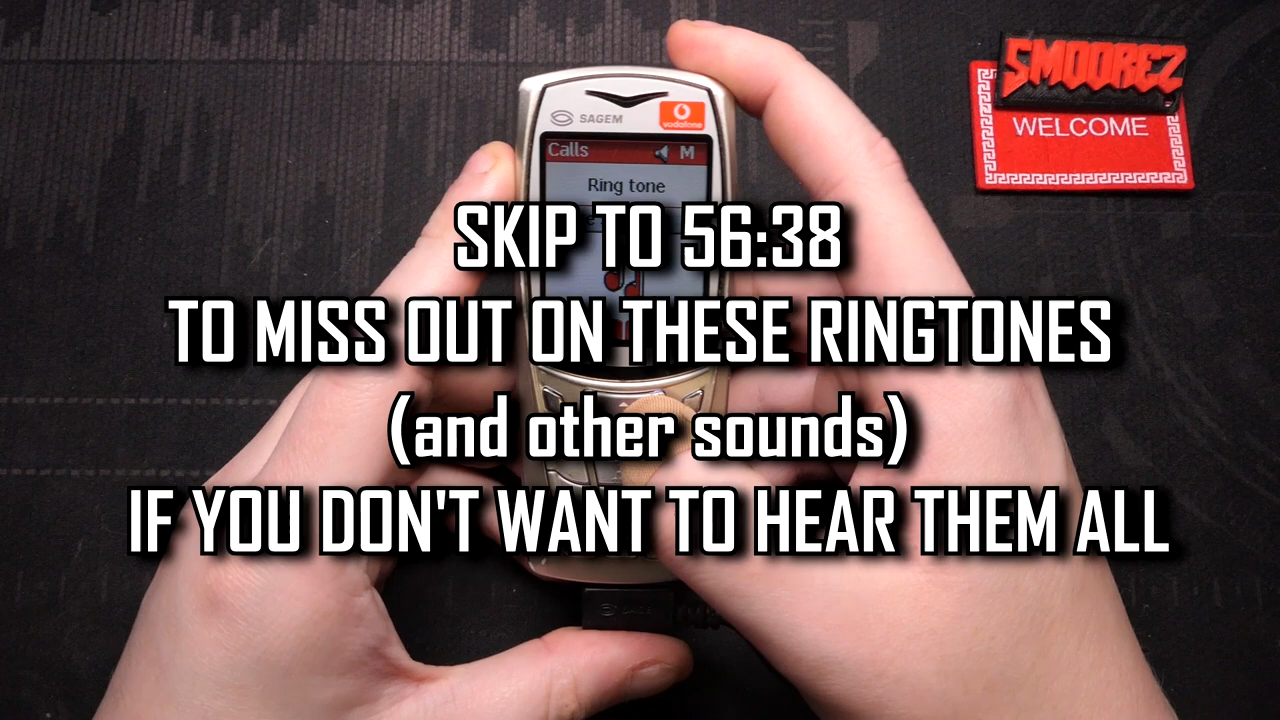 SMOOREZ
WELCOME
SAGEM
vodafone
Calls M
Ring tone
SKIP TO 56:38
TO MISS OUT ON THESE RINGTONES
(and other sounds)
IF YOU DON'T WANT TO HEAR THEM ALL